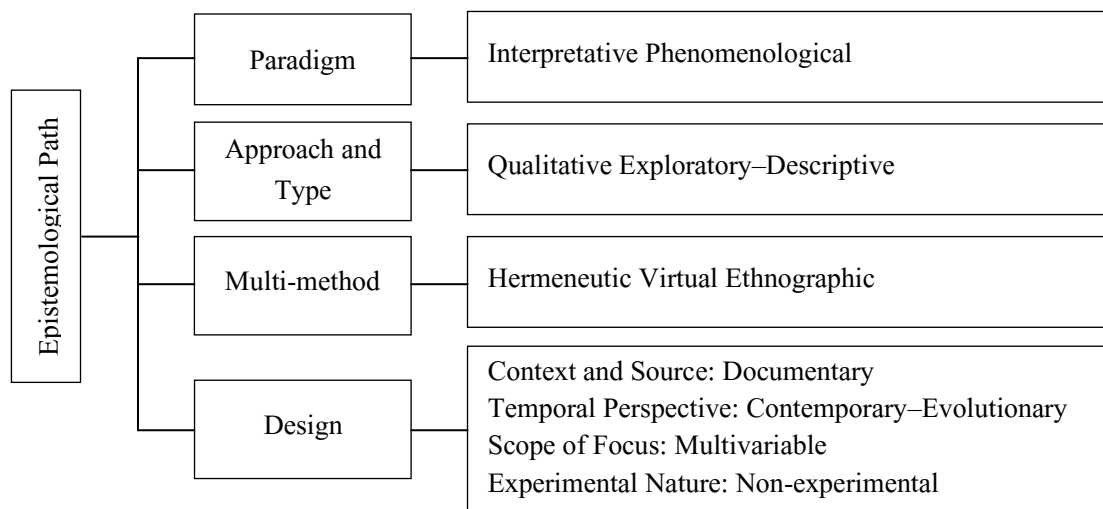 Epistemological Path
Paradigm
Interpretative Phenomenological
Approach and
Type
Qualitative Exploratory–Descriptive
Multi-method
Hermeneutic Virtual Ethnographic
Design
Context and Source: Documentary
Temporal Perspective: Contemporary–Evolutionary
Scope of Focus: Multivariable
Experimental Nature: Non-experimental